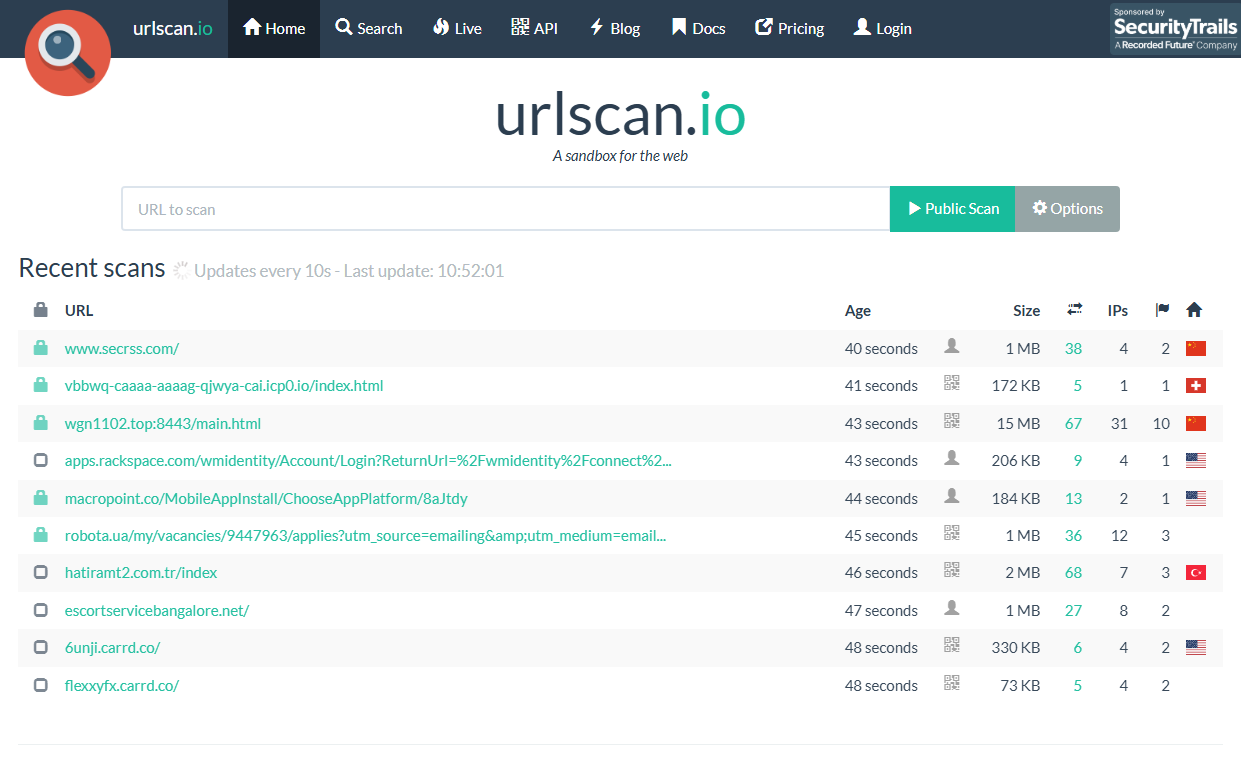 urlscan.io Home Search Live API Blog Docs Pricing Login
Sponsored by
SecurityTrails
A Recorded Future® Company
urlscan.io
A sandbox for the web
URL to scan Public Scan Options
Recent scans Updates every 10s - Last update: 10:52:01
URL Age Size IPs
www.secrss.com/ 40 seconds 1 MB 38 4 2
vbbwq-caaaa-aaaag-qjwya-cai.icp0.io/index.html 41 seconds 172 KB 5 1 1
wgn1102.top:8443/main.html 43 seconds 15 MB 67 31 10
apps.rackspace.com/wmidentity/Account/Login?ReturnUrl=%2Fwmidentity%2Fconnect%2... 43 seconds 206 KB 9 4 1
macropoint.co/MobileAppInstall/ChooseAppPlatform/8aJtdy 44 seconds 184 KB 13 2 1
robota.ua/my/vacancies/9447963/applies?utm_source=emailing&amp;utm_medium=email... 45 seconds 1 MB 36 12 3
hatiramt2.com.tr/index 46 seconds 2 MB 68 7 3
escortservicebangalore.net/ 47 seconds 1 MB 27 8 2
6unji.carrd.co/ 48 seconds 330 KB 6 4 2
flexxyfx.carrd.co/ 48 seconds 73 KB 5 4 2